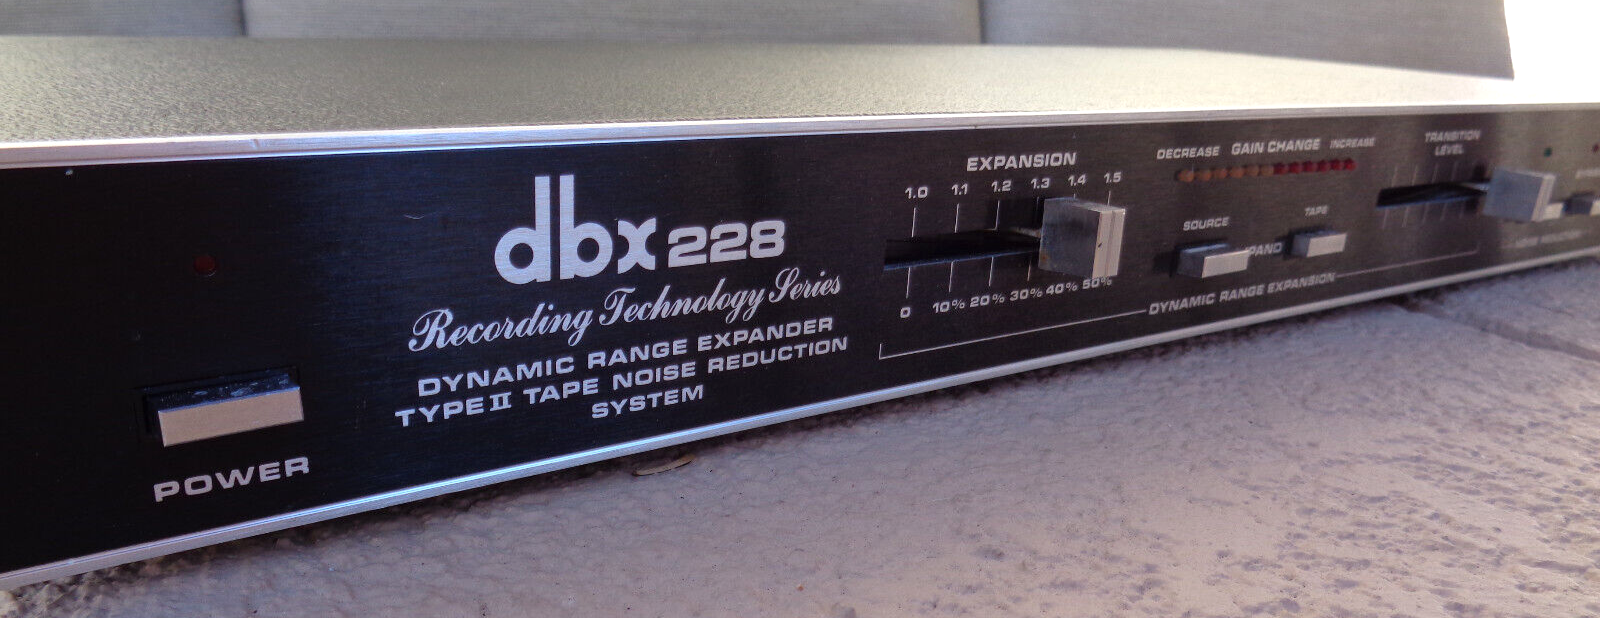 dbx 228
Recording Technology Series
DYNAMIC RANGE EXPANDER
TYPE II TAPE NOISE REDUCTION
SYSTEM
POWER
EXPANSION
1.0 1.1 1.2 1.3 1.4 1.5
0 10% 20% 30% 40% 50%
DECREASE GAIN CHANGE INCREASE
SOURCE
TAPE
DYNAMIC RANGE EXPANSION
TRANSITION
LEVEL